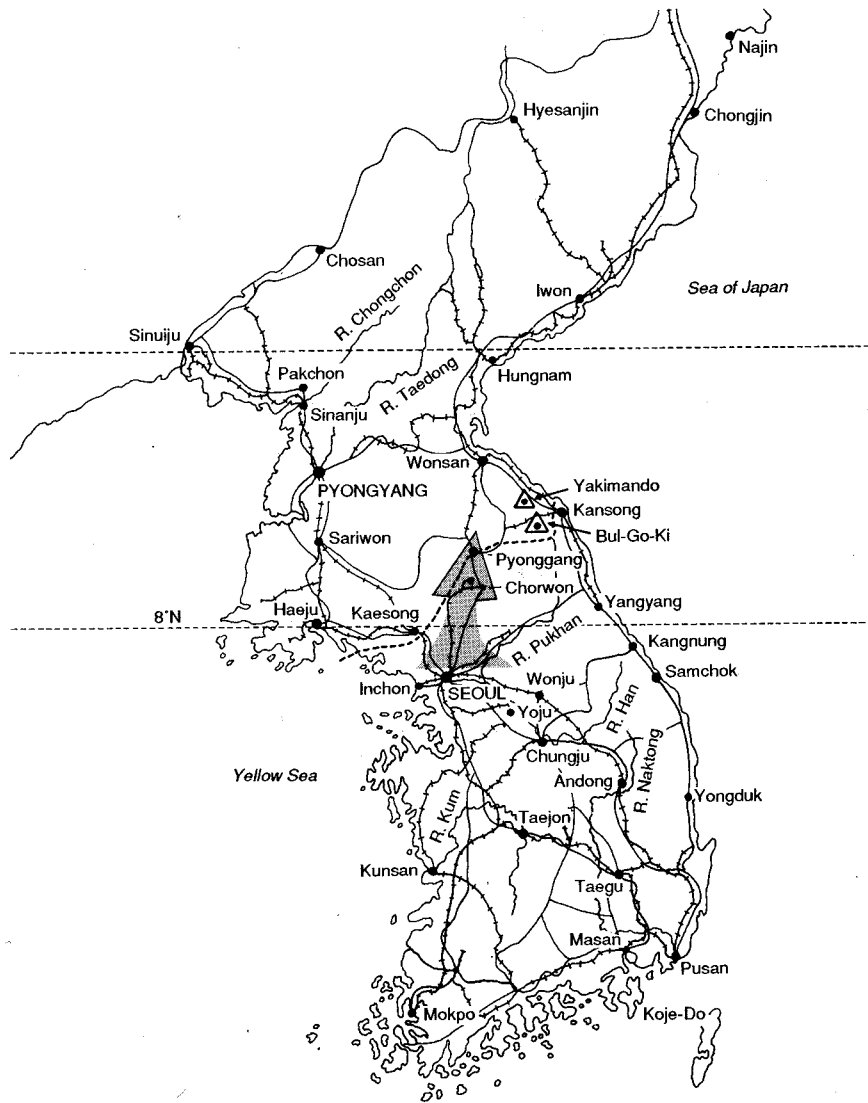 Najin
Hyesanjin
Chongjin
Chosan
R. Chongchon
Iwon
Sea of Japan
Sinuiju
Pakchon
Hungnam
R. Taedong
Sinanju
Wonsan
PYONGYANG
Yakimando
Kansong
Bul-Go-Ki
Sariwon
Pyonggang
Chorwon
Haeju
Kaesong
Yangyang
8°N
R. Pukhan
Kangnung
Samchok
Inchon
SEOUL
Wonju
Yoju
R. Han
Chungju
Yellow Sea
Andong
R. Naktong
Yongduk
R. Kum
Taejon
Kunsan
Taegu
Masan
Pusan
Mokpo
Koje-Do